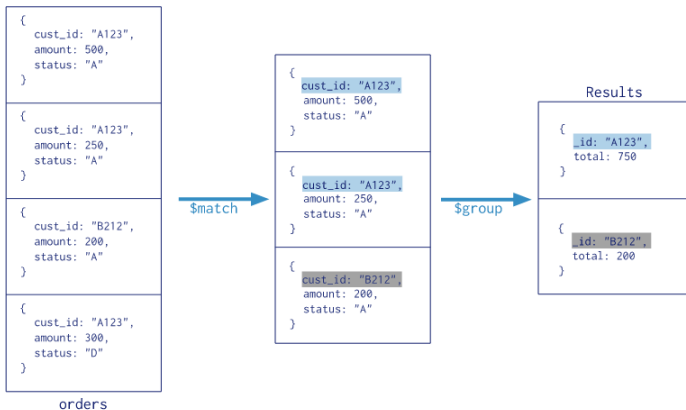 {
cust_id: "A123",
amount: 500,
status: "A"
}
{
cust_id: "A123",
amount: 250,
status: "A"
}
{
cust_id: "B212",
amount: 200,
status: "A"
}
{
cust_id: "A123",
amount: 300,
status: "D"
}
orders
$match
{
cust_id: "A123",
amount: 500,
status: "A"
}
{
cust_id: "A123",
amount: 250,
status: "A"
}
{
cust_id: "B212",
amount: 200,
status: "A"
}
$group
Results
{
_id: "A123",
total: 750
}
{
_id: "B212",
total: 200
}